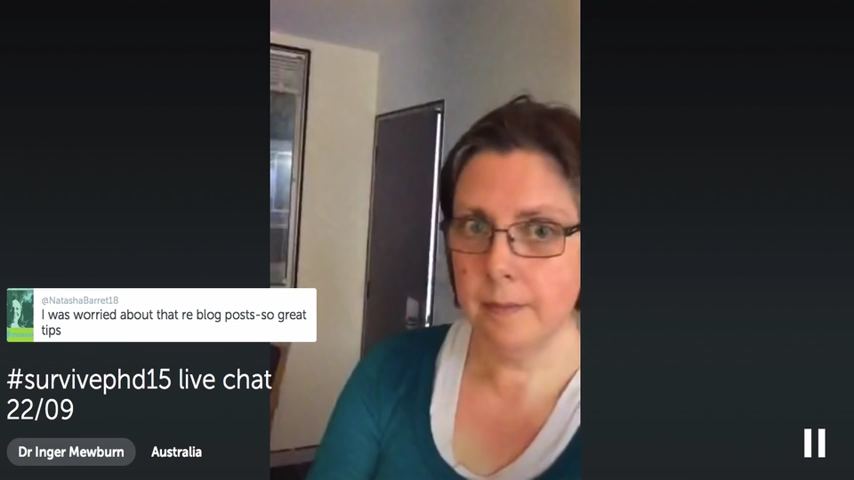 @NatashaBarret18
I was worried about that re blog posts-so great
tips
#survivephd15 live chat
22/09
Dr Inger Mewburn
Australia